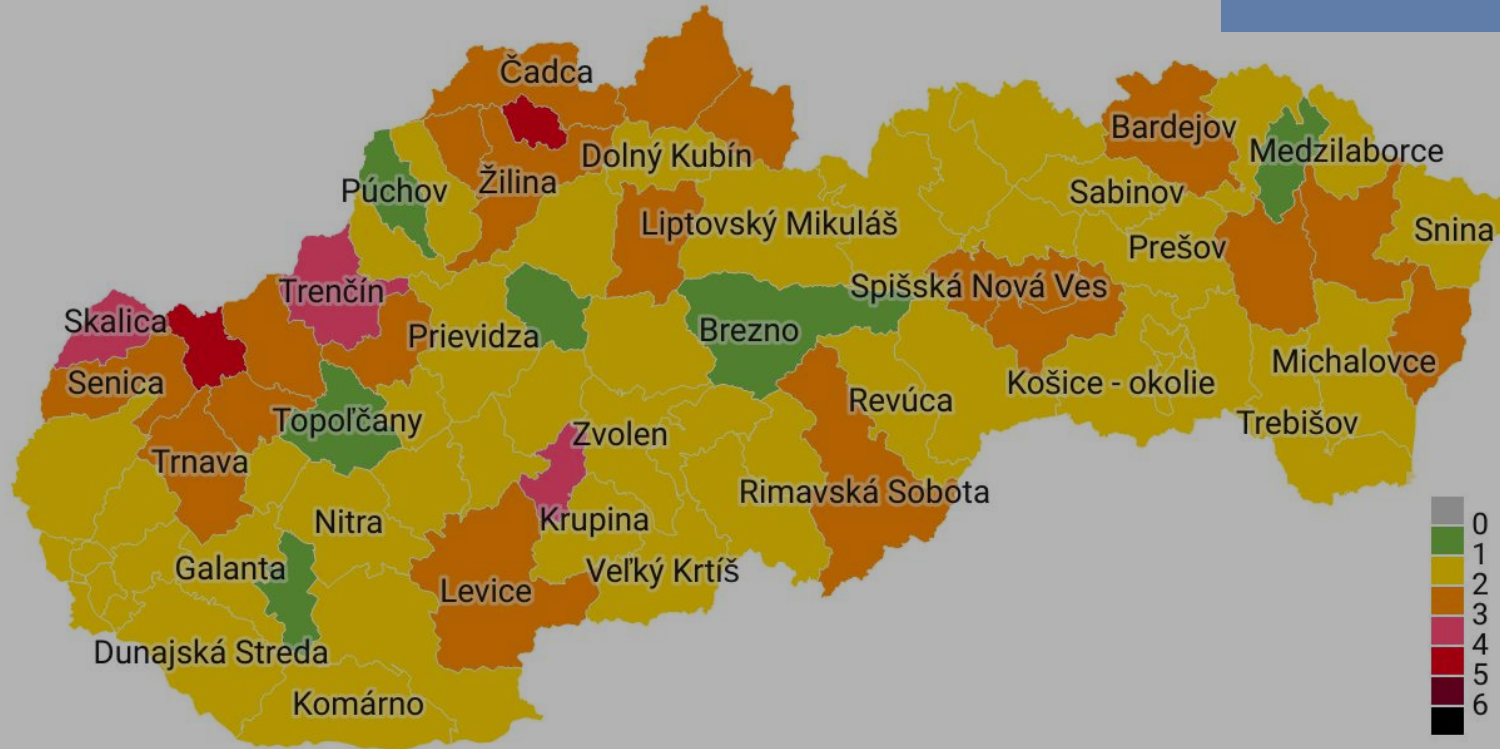 Čadca
Bardejov
Medzilaborce
Dolný Kubín
Púchov
Žilina
Sabinov
Liptovský Mikuláš
Snina
Prešov
Trenčín
Spišská Nová Ves
Skalica
Prievidza
Brezno
Michalovce
Senica
Košice - okolie
Revúca
Topoľčany
Trebišov
Zvolen
Trnava
Rimavská Sobota
Nitra
Krupina
Galanta
Veľký Krtíš
Levice
Dunajská Streda
Komárno
0
1
2
3
4
5
6